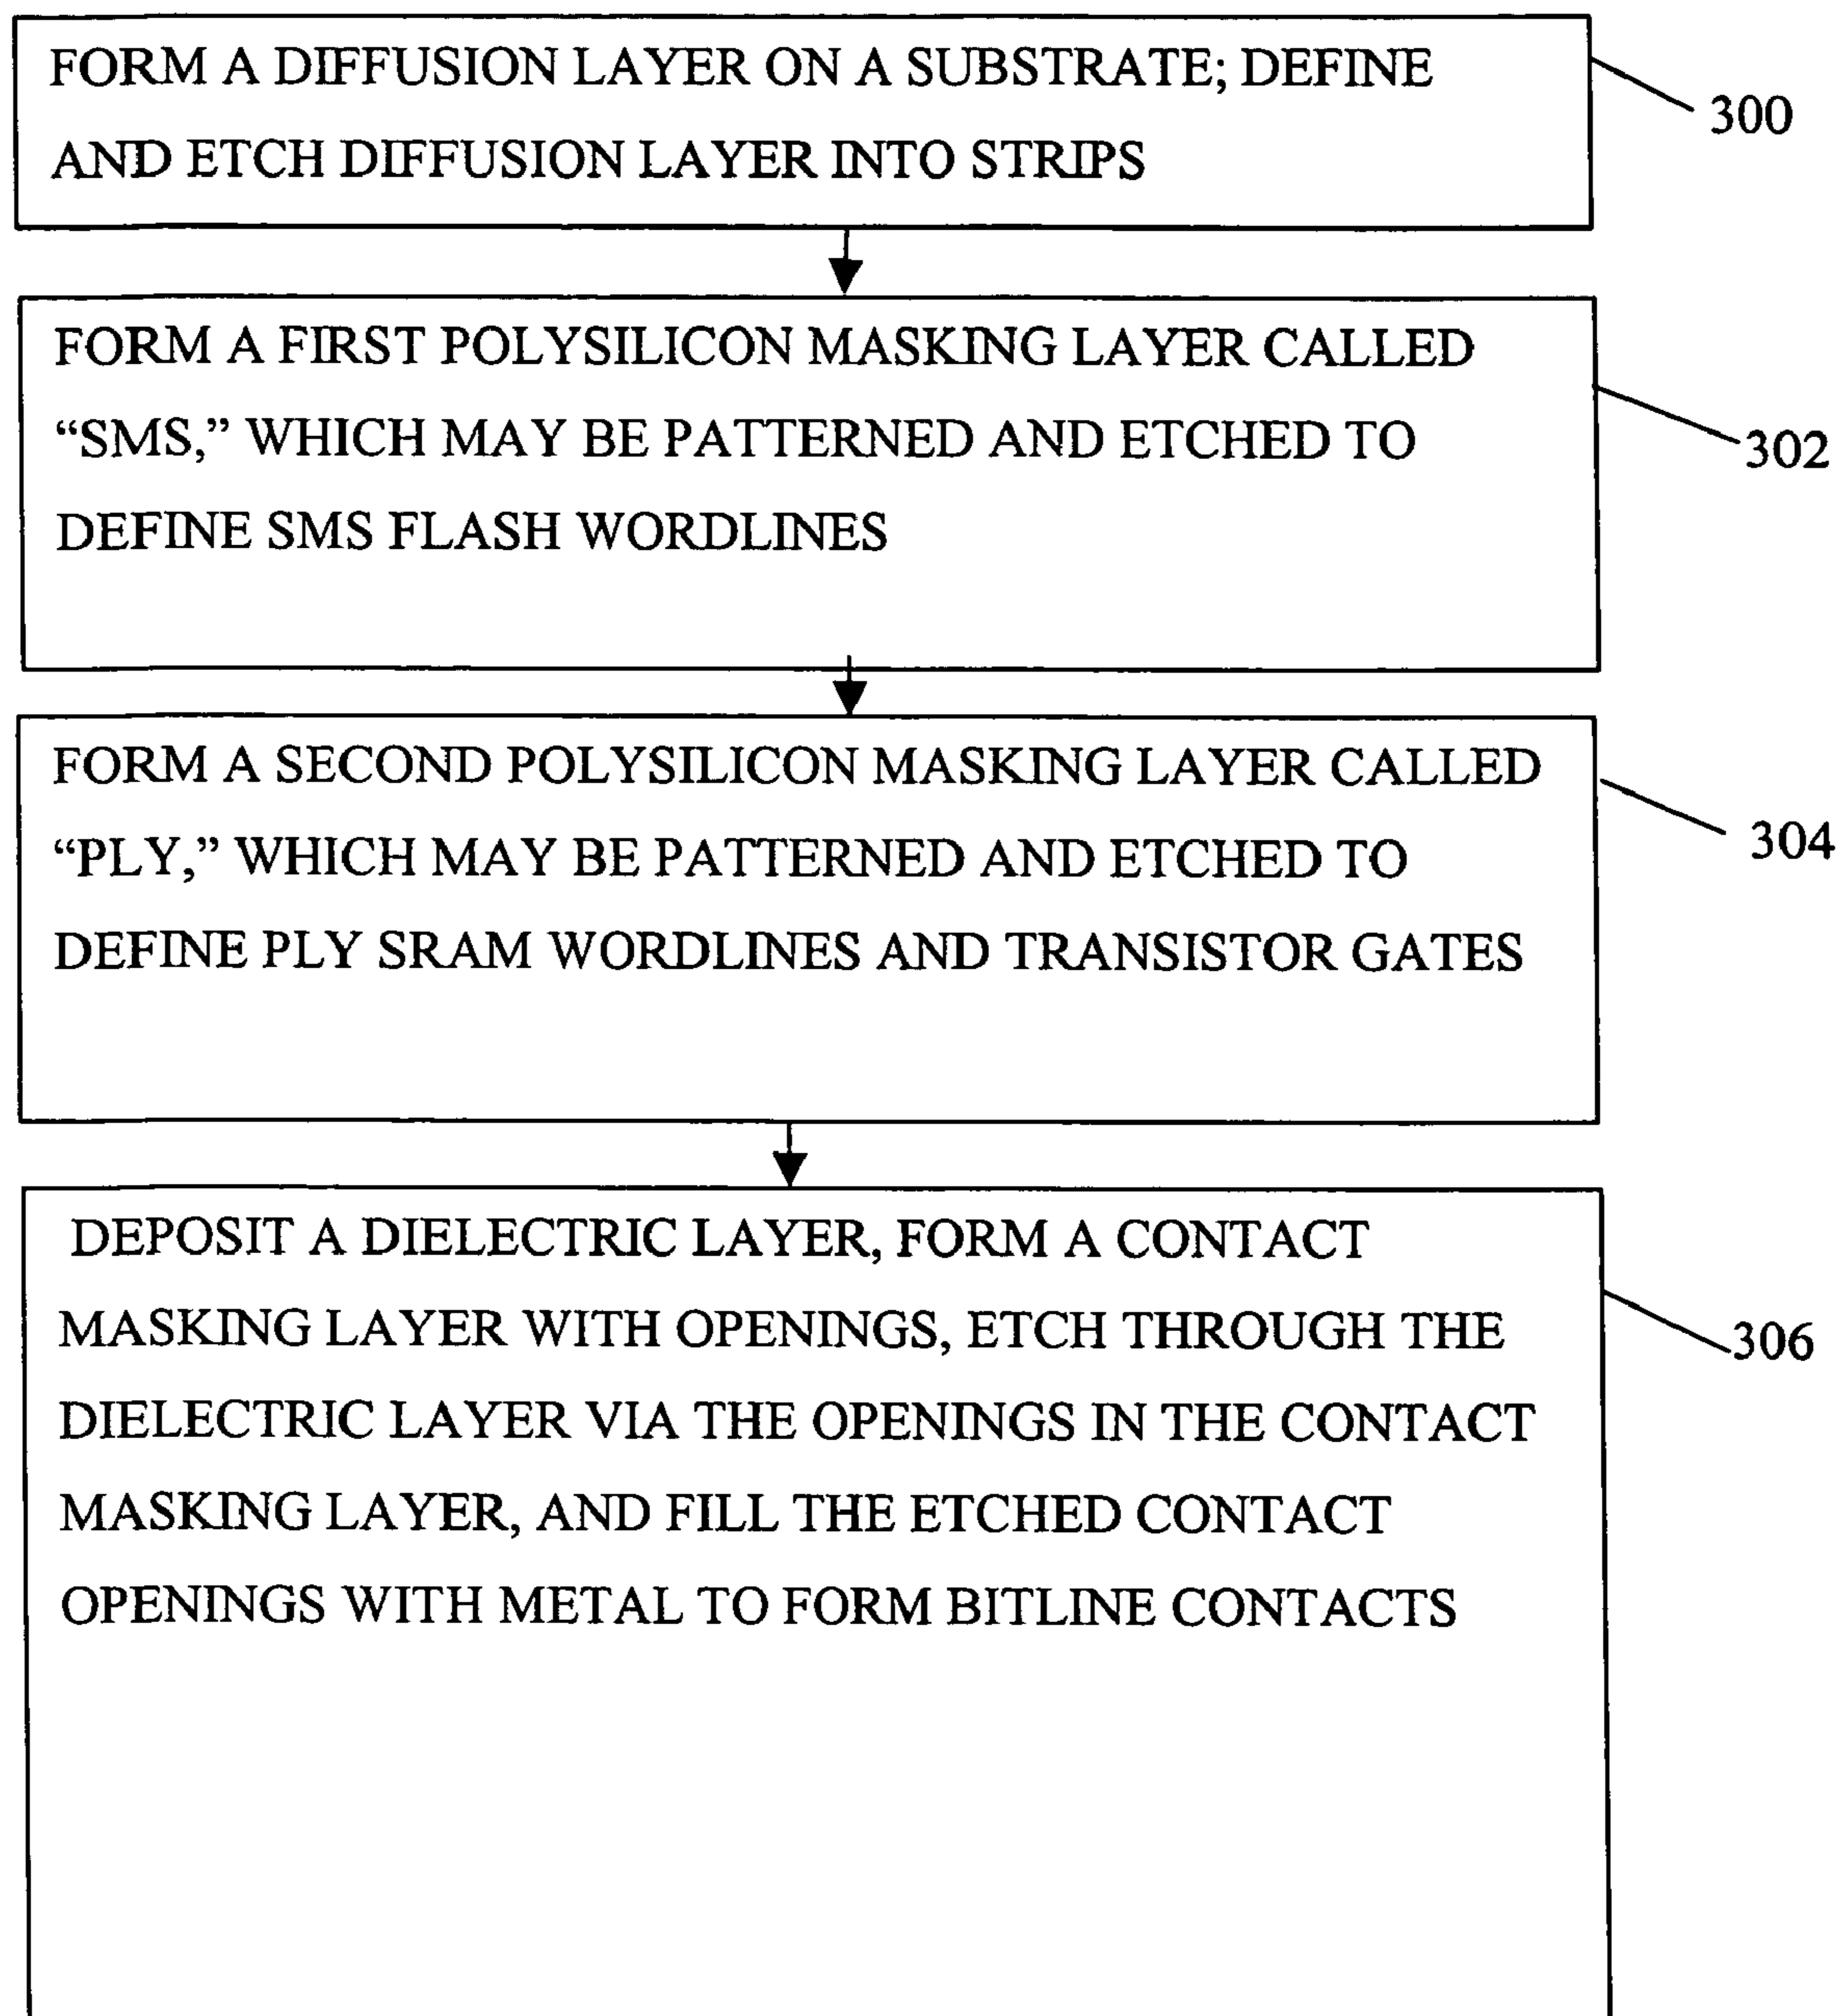 FORM A DIFFUSION LAYER ON A SUBSTRATE; DEFINE
AND ETCH DIFFUSION LAYER INTO STRIPS
300
FORM A FIRST POLYSILICON MASKING LAYER CALLED
“SMS,” WHICH MAY BE PATTERNED AND ETCHED TO
DEFINE SMS FLASH WORDLINES
302
FORM A SECOND POLYSILICON MASKING LAYER CALLED
“PLY,” WHICH MAY BE PATTERNED AND ETCHED TO
DEFINE PLY SRAM WORDLINES AND TRANSISTOR GATES
304
DEPOSIT A DIELECTRIC LAYER, FORM A CONTACT
MASKING LAYER WITH OPENINGS, ETCH THROUGH THE
DIELECTRIC LAYER VIA THE OPENINGS IN THE CONTACT
MASKING LAYER, AND FILL THE ETCHED CONTACT
OPENINGS WITH METAL TO FORM BITLINE CONTACTS
306